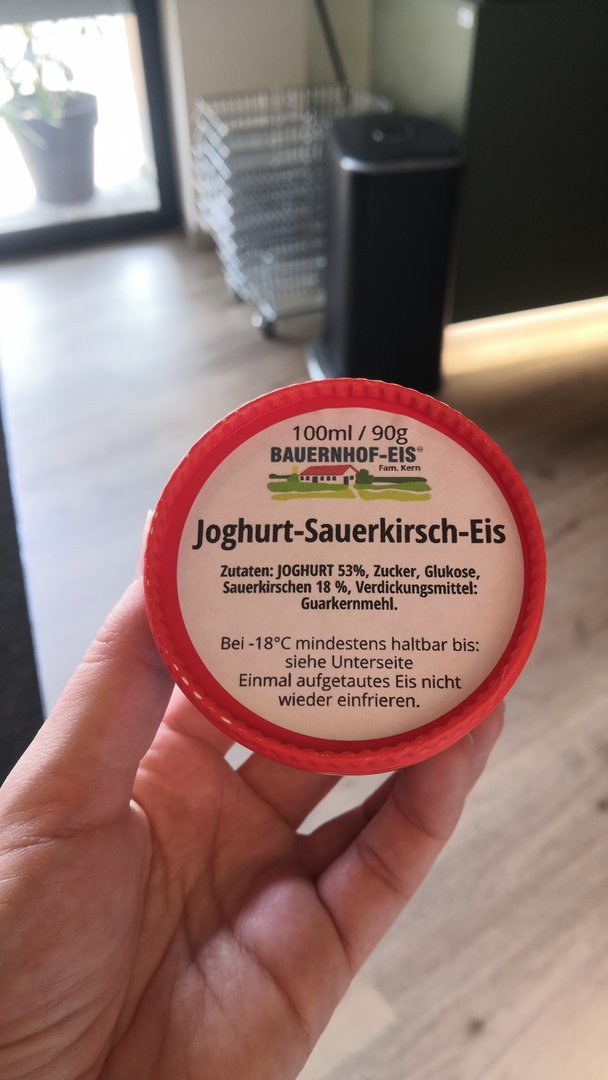 100ml / 90g
BAUERNHOF-EIS
Fam. Kern
Joghurt-Sauerkirsch-Eis
Zutaten: JOGHURT 53%, Zucker, Glukose,
Sauerkirschen 18 %, Verdickungsmittel:
Guarkernmehl.
Bei -18°C mindestens haltbar bis:
siehe Unterseite
Einmal aufgetautes Eis nicht
wieder einfrieren.